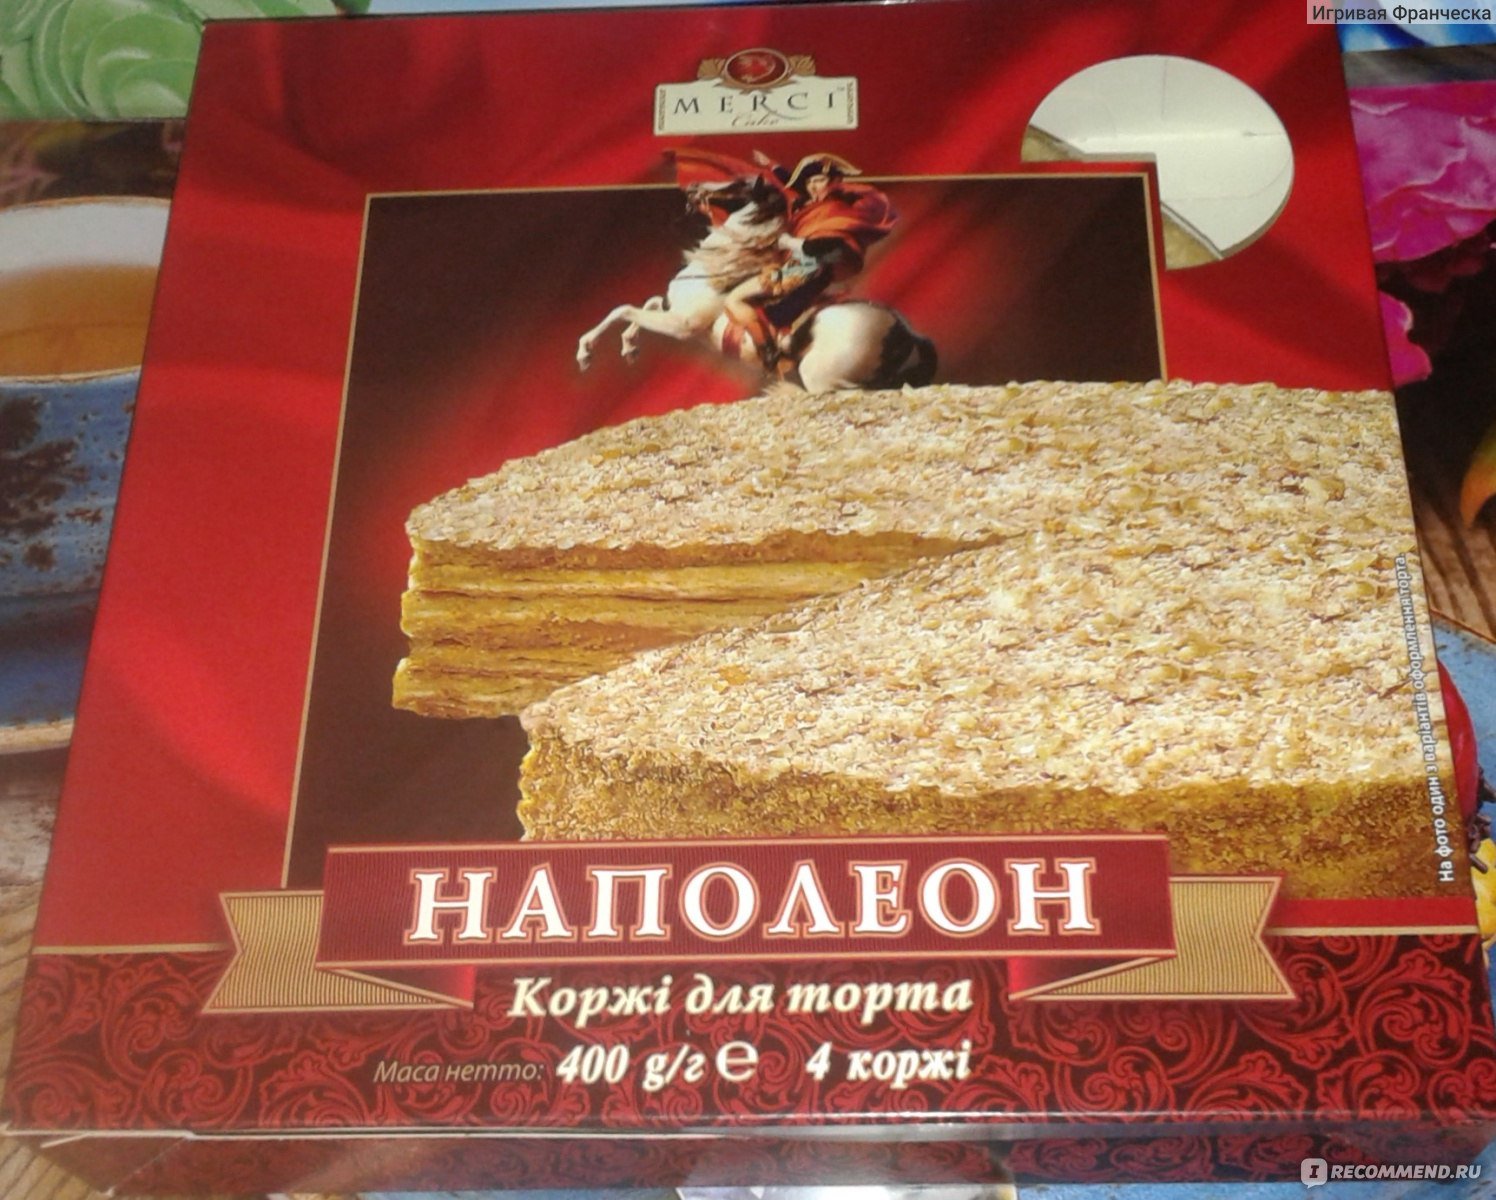 Игривая Франческа
MERCI
Cake
На фото один з варіантів оформлення торта
НАПОЛЕОН
Коржі для торта
Маса нетто: 400 g/г e 4 коржі
IRECOMMEND.RU